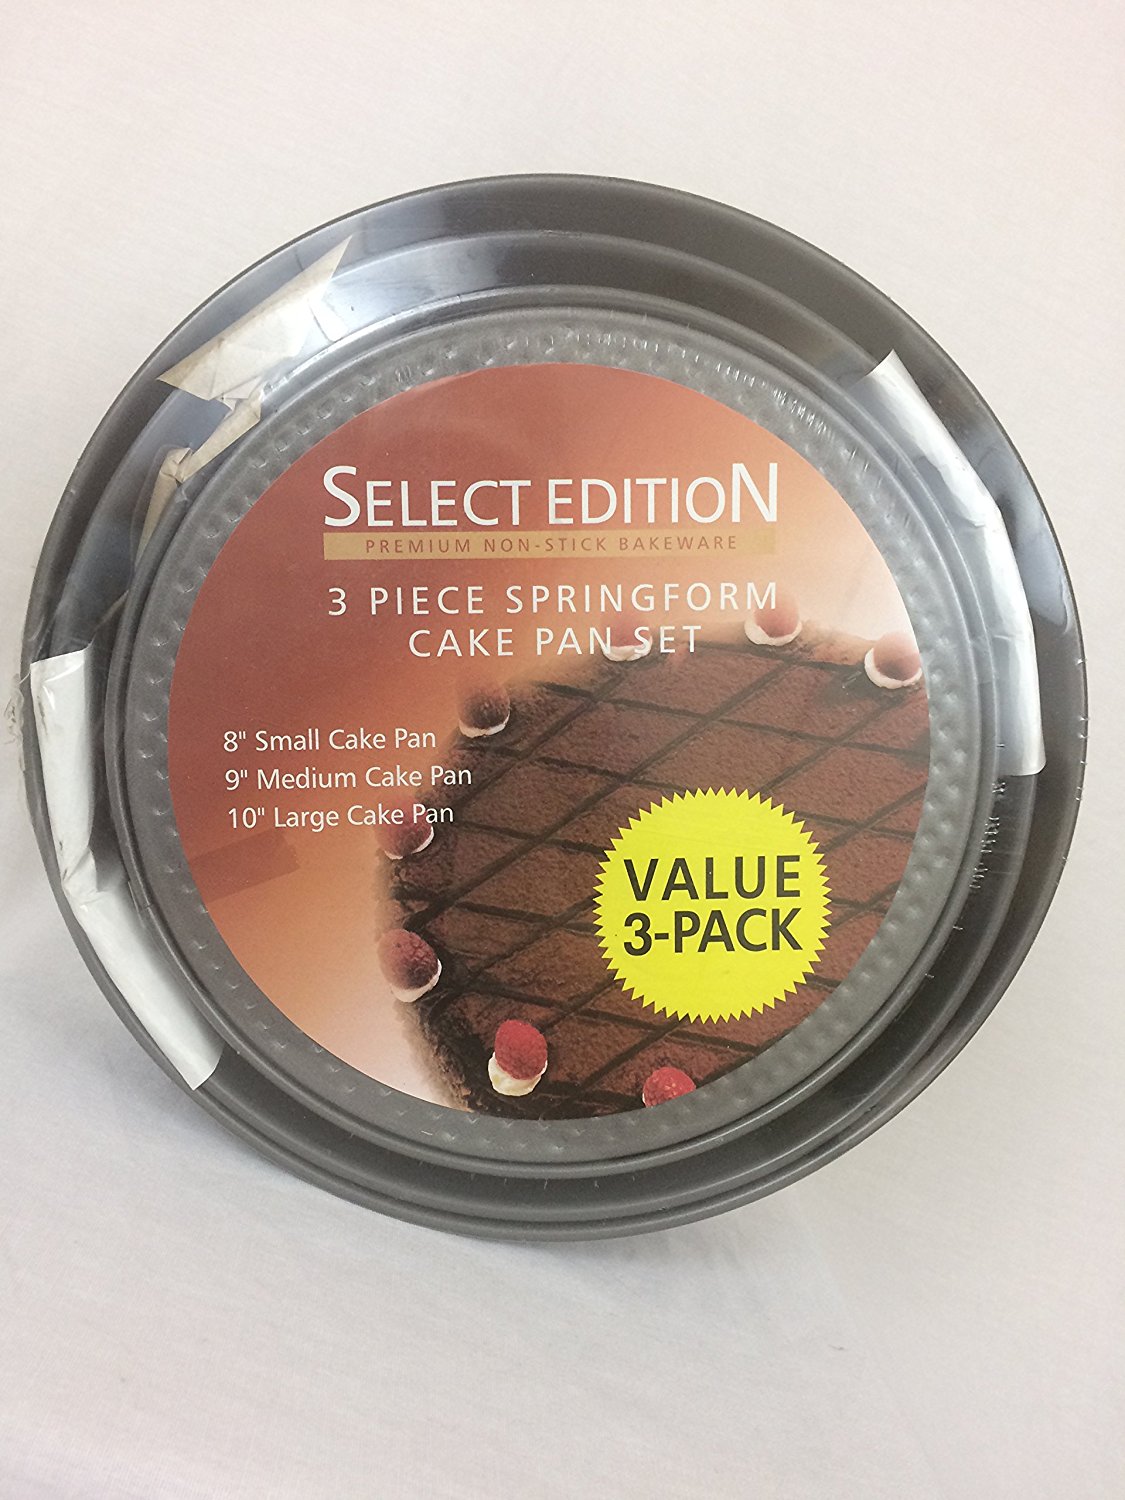 SELECT EDITION
PREMIUM NON-STICK BAKEWARE
3 PIECE SPRINGFORM
CAKE PAN SET
8" Small Cake Pan
9" Medium Cake Pan
10" Large Cake Pan
VALUE
3-PACK